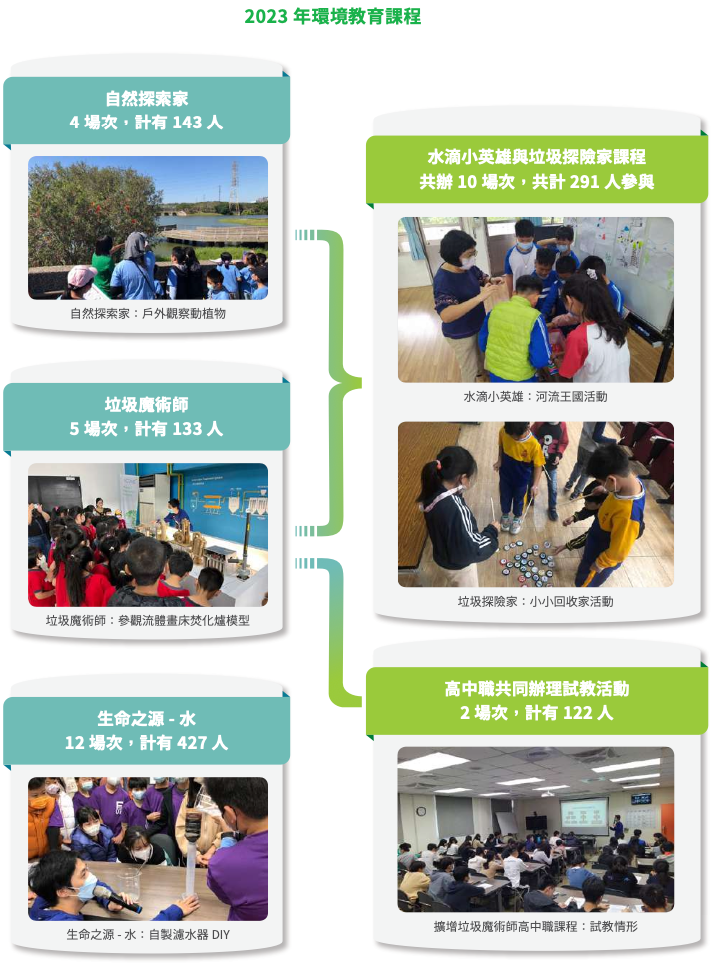 2023 年環境教育課程
自然探索家
4 場次，計有 143 人
自然探索家：戶外觀察動植物
垃圾魔術師
5 場次，計有 133 人
垃圾魔術師：參觀流體畫床焚化爐模型
生命之源 - 水
12 場次，計有 427 人
生命之源 - 水：自製濾水器 DIY
水滴小英雄與垃圾探險家課程
共辦 10 場次，共計 291 人參與
水滴小英雄：河流王國活動
垃圾探險家：小小回收家活動
高中職共同辦理試教活動
2 場次，計有 122 人
擴增垃圾魔術師高中職課程：試教情形